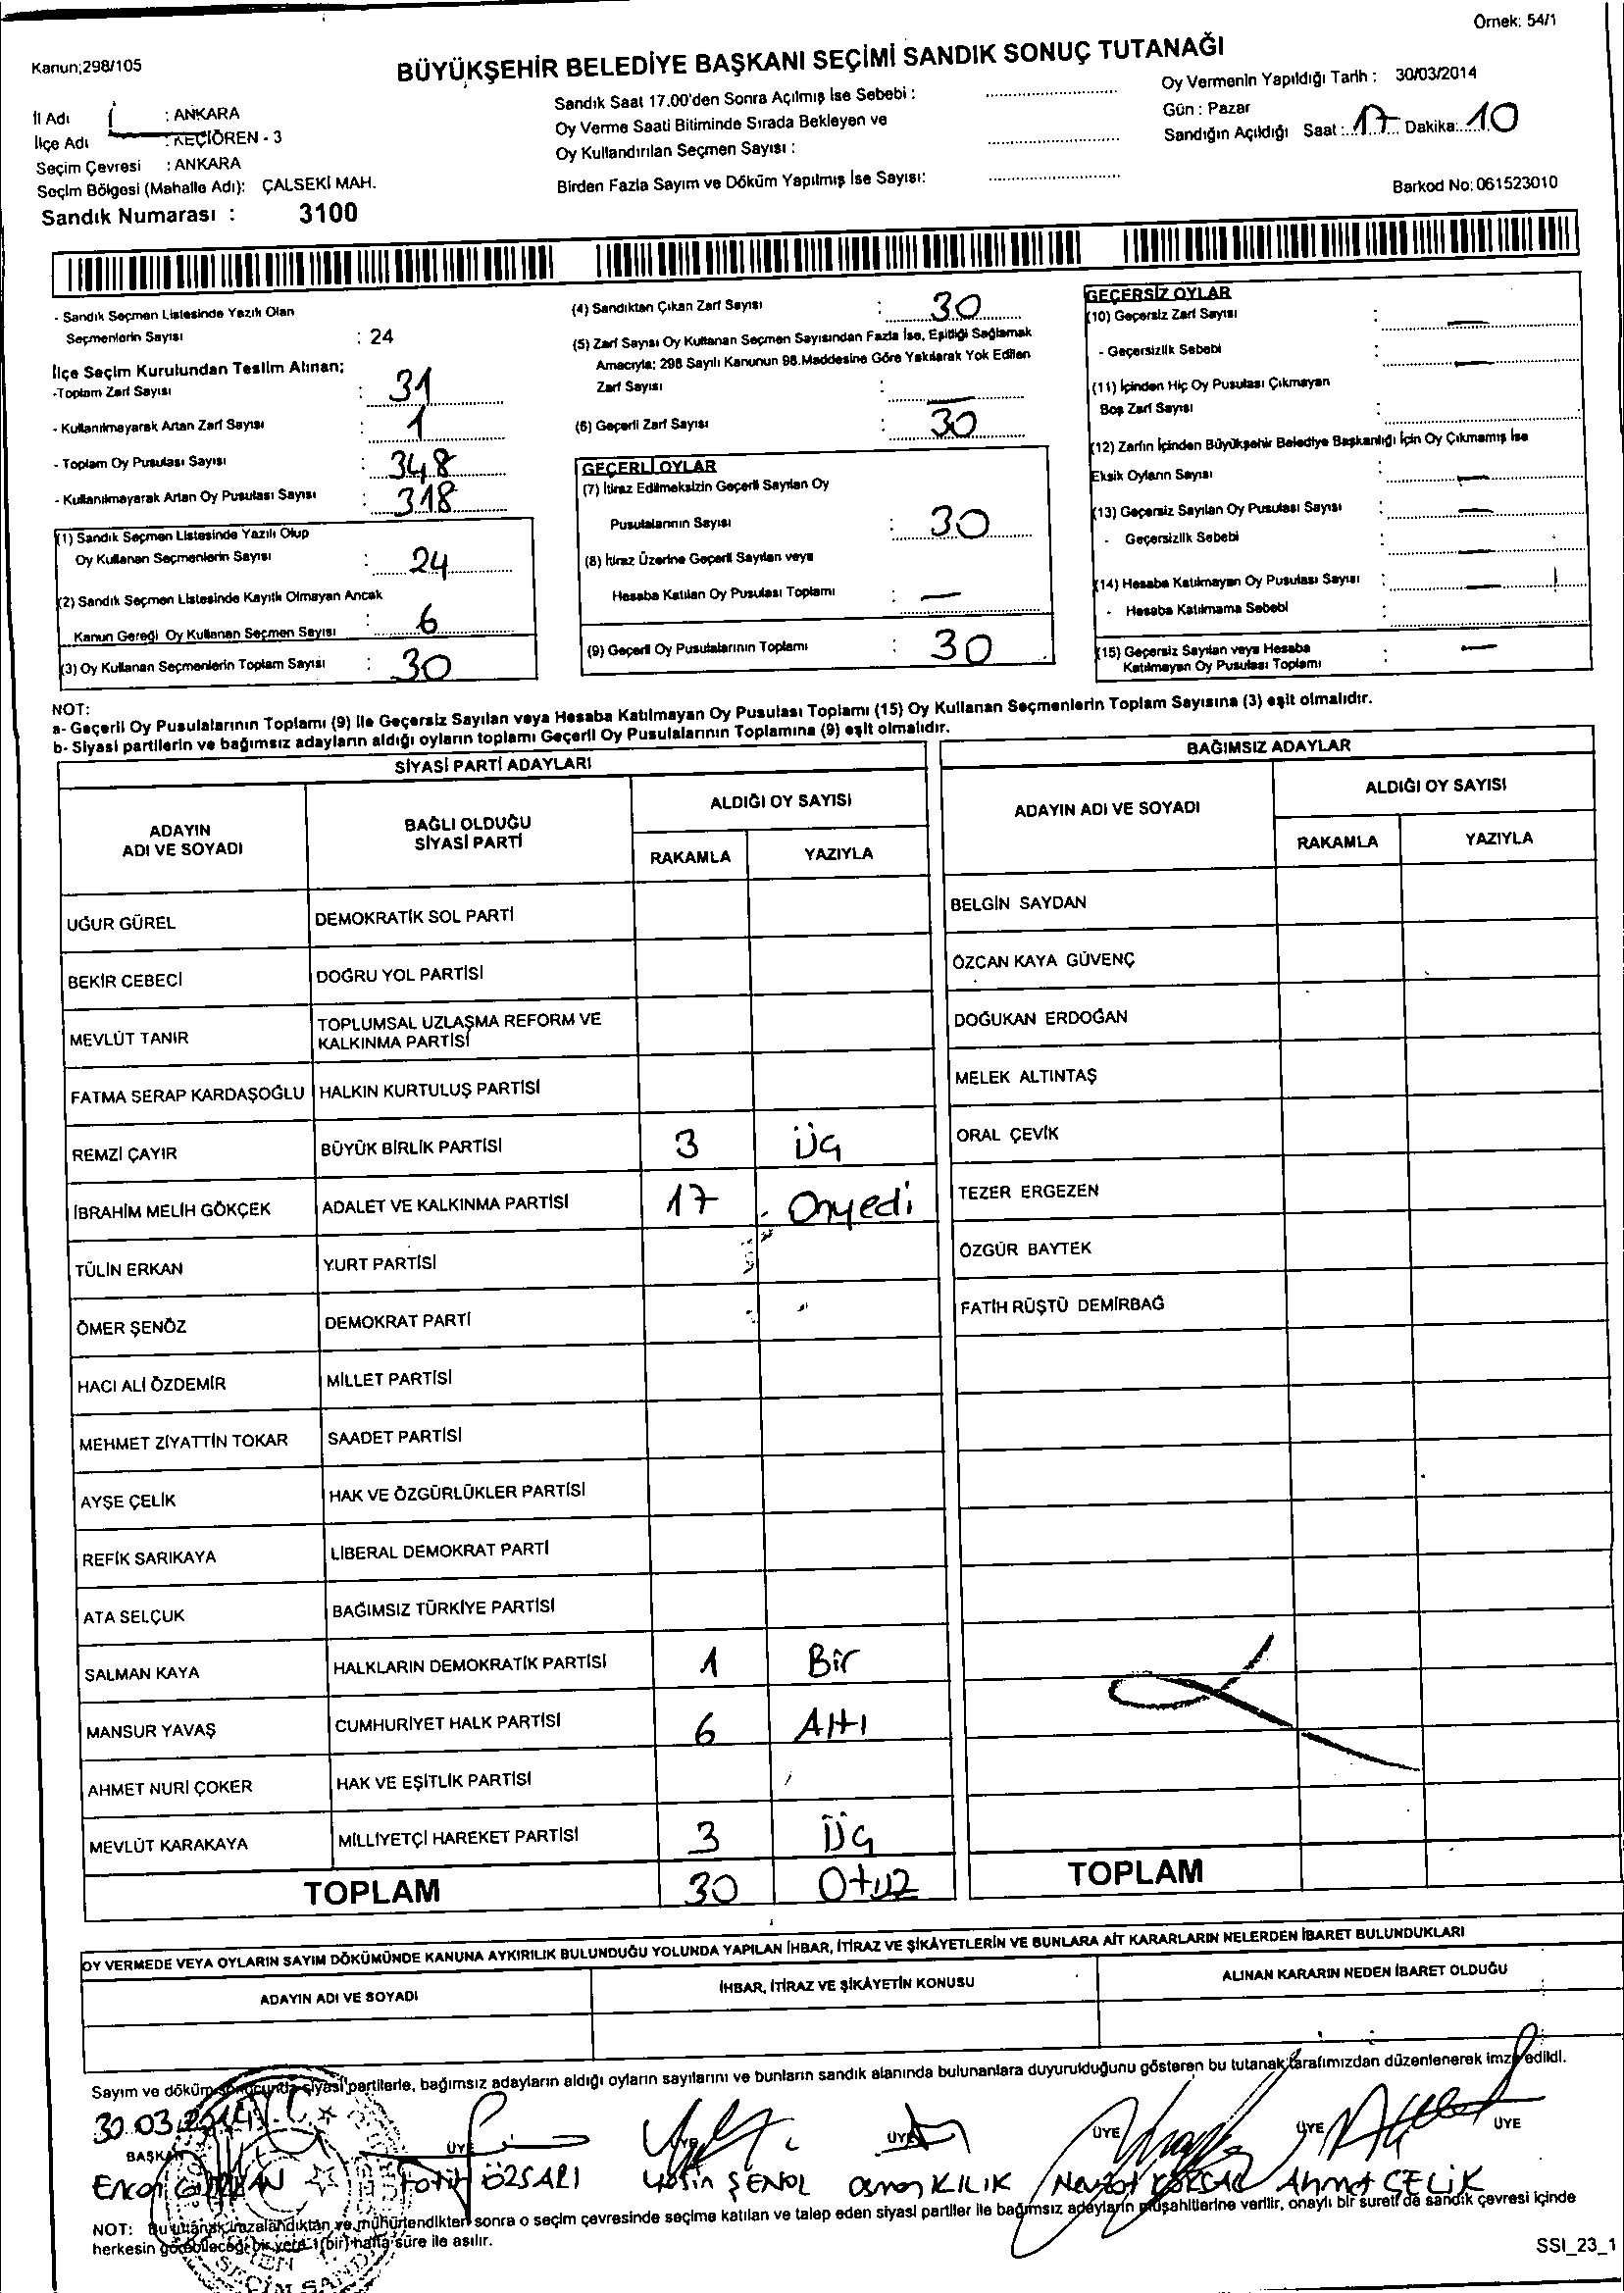 Örnek: 54/1
Kanun;298/105
BÜYÜKŞEHİR BELEDİYE BAŞKANI SEÇİMİ SANDIK SONUÇ TUTANAĞI
İl Adı : ANKARA
İlçe Adı : KEÇİÖREN - 3
Seçim Çevresi : ANKARA
Seçim Bölgesi (Mahalle Adı): ÇALSEKİ MAH.
Sandık Numarası : 3100
Sandık Saat 17.00'den Sonra Açılmış İse Sebebi :
Oy Verme Saati Bitiminde Sırada Bekleyen ve
Oy Kullandırılan Seçmen Sayısı :
Birden Fazla Sayım ve Döküm Yapılmış İse Sayısı:
Oy Vermenin Yapıldığı Tarih : 30/03/2014
Gün : Pazar
Sandığın Açıldığı Saat : 17 Dakika: 10
Barkod No: 061523010
- Sandık Seçmen Listesinde Yazılı Olan
Seçmenlerin Sayısı : 24
İlçe Seçim Kurulundan Teslim Alınan;
-Toplam Zarf Sayısı : 31
- Kullanılmayarak Artan Zarf Sayısı : 1
- Toplam Oy Pusulası Sayısı : 348
- Kullanılmayarak Artan Oy Pusulası Sayısı : 318
(1) Sandık Seçmen Listesinde Yazılı Olup
Oy Kullanan Seçmenlerin Sayısı : 24
(2) Sandık Seçmen Listesinde Kayıtlı Olmayan Ancak
Kanun Gereği Oy Kullanan Seçmen Sayısı : 6
(3) Oy Kullanan Seçmenlerin Toplam Sayısı : 30
(4) Sandıktan Çıkan Zarf Sayısı : 30
(5) Zarf Sayısı Oy Kullanan Seçmen Sayısından Fazla İse, Eşitliği Sağlamak
Amacıyla; 298 Sayılı Kanunun 98.Maddesine Göre Yakılarak Yok Edilen
Zarf Sayısı : —
(6) Geçerli Zarf Sayısı : 30
GEÇERLİ OYLAR
(7) İtiraz Edilmeksizin Geçerli Sayılan Oy
Pusulalarının Sayısı : 30
(8) İtiraz Üzerine Geçerli Sayılan veya
Hesaba Katılan Oy Pusulası Toplamı : —
(9) Geçerli Oy Pusulalarının Toplamı : 30
GEÇERSİZ OYLAR
(10) Geçersiz Zarf Sayısı : —
- Geçersizlik Sebebi : —
(11) İçinden Hiç Oy Pusulası Çıkmayan
Boş Zarf Sayısı :
(12) Zarfın İçinden Büyükşehir Belediye Başkanlığı İçin Oy Çıkmamış İse
Eksik Oyların Sayısı : —
(13) Geçersiz Sayılan Oy Pusulası Sayısı : —
- Geçersizlik Sebebi : —
(14) Hesaba Katılmayan Oy Pusulası Sayısı : —
- Hesaba Katılmama Sebebi :
(15) Geçersiz Sayılan veya Hesaba
Katılmayan Oy Pusulası Toplamı : —
NOT:
a- Geçerli Oy Pusulalarının Toplamı (9) ile Geçersiz Sayılan veya Hesaba Katılmayan Oy Pusulası Toplamı (15) Oy Kullanan Seçmenlerin Toplam Sayısına (3) eşit olmalıdır.
b- Siyasi partilerin ve bağımsız adayların aldığı oyların toplamı Geçerli Oy Pusulalarının Toplamına (9) eşit olmalıdır.
SİYASİ PARTİ ADAYLARI
ADAYIN ADI VE SOYADI
BAĞLI OLDUĞU SİYASİ PARTİ
ALDIĞI OY SAYISI
RAKAMLA YAZIYLA
UĞUR GÜREL DEMOKRATİK SOL PARTİ
BEKİR CEBECİ DOĞRU YOL PARTİSİ
MEVLÜT TANIR TOPLUMSAL UZLAŞMA REFORM VE
KALKINMA PARTİSİ
FATMA SERAP KARDAŞOĞLU HALKIN KURTULUŞ PARTİSİ
REMZİ ÇAYIR BÜYÜK BİRLİK PARTİSİ 3 Üç
İBRAHİM MELİH GÖKÇEK ADALET VE KALKINMA PARTİSİ 17 Onyedi
TÜLİN ERKAN YURT PARTİSİ
ÖMER ŞENÖZ DEMOKRAT PARTİ
HACI ALİ ÖZDEMİR MİLLET PARTİSİ
MEHMET ZİYATTİN TOKAR SAADET PARTİSİ
AYŞE ÇELİK HAK VE ÖZGÜRLÜKLER PARTİSİ
REFİK SARIKAYA LİBERAL DEMOKRAT PARTİ
ATA SELÇUK BAĞIMSIZ TÜRKİYE PARTİSİ
SALMAN KAYA HALKLARIN DEMOKRATİK PARTİSİ 1 Bir
MANSUR YAVAŞ CUMHURİYET HALK PARTİSİ 6 Altı
AHMET NURİ ÇOKER HAK VE EŞİTLİK PARTİSİ
MEVLÜT KARAKAYA MİLLİYETÇİ HAREKET PARTİSİ 3 Üç
TOPLAM 30 Otuz
BAĞIMSIZ ADAYLAR
ADAYIN ADI VE SOYADI
ALDIĞI OY SAYISI
RAKAMLA YAZIYLA
BELGİN SAYDAN
ÖZCAN KAYA GÜVENÇ
DOĞUKAN ERDOĞAN
MELEK ALTINTAŞ
ORAL ÇEVİK
TEZER ERGEZEN
ÖZGÜR BAYTEK
FATİH RÜŞTÜ DEMİRBAĞ
TOPLAM
OY VERMEDE VEYA OYLARIN SAYIM DÖKÜMÜNDE KANUNA AYKIRILIK BULUNDUĞU YOLUNDA YAPILAN İHBAR, İTİRAZ VE ŞİKÂYETLERİN VE BUNLARA AİT KARARLARIN NELERDEN İBARET BULUNDUKLARI
ADAYIN ADI VE SOYADI
İHBAR, İTİRAZ VE ŞİKÂYETİN KONUSU
ALINAN KARARIN NEDEN İBARET OLDUĞU
Sayım ve döküm sonucunda siyasi partilerle, bağımsız adayların aldığı oyların sayılarını ve bunların sandık alanında bulunanlara duyurulduğunu gösteren bu tutanak tarafımızdan düzenlenerek imza edildi.
30.03.2014
BAŞKAN ÜYE ÜYE ÜYE ÜYE ÜYE ÜYE
Ercan Fatih ÖZSARI ŞENOL Osman KILIK Ahmet ÇELİK
NOT: Bu tutanak imzalandıktan ve mühürlendikten sonra o seçim çevresinde seçime katılan ve talep eden siyasi partiler ile bağımsız adayların müşahitlerine verilir, onaylı bir sureti de sandık çevresi içinde
herkesin görebileceği bir yere 1 (bir) hafta süre ile asılır.
SSI_23_1